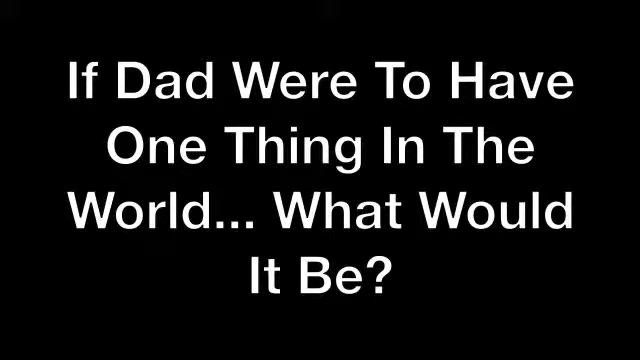 If Dad Were To Have
One Thing In The
World... What Would
It Be?